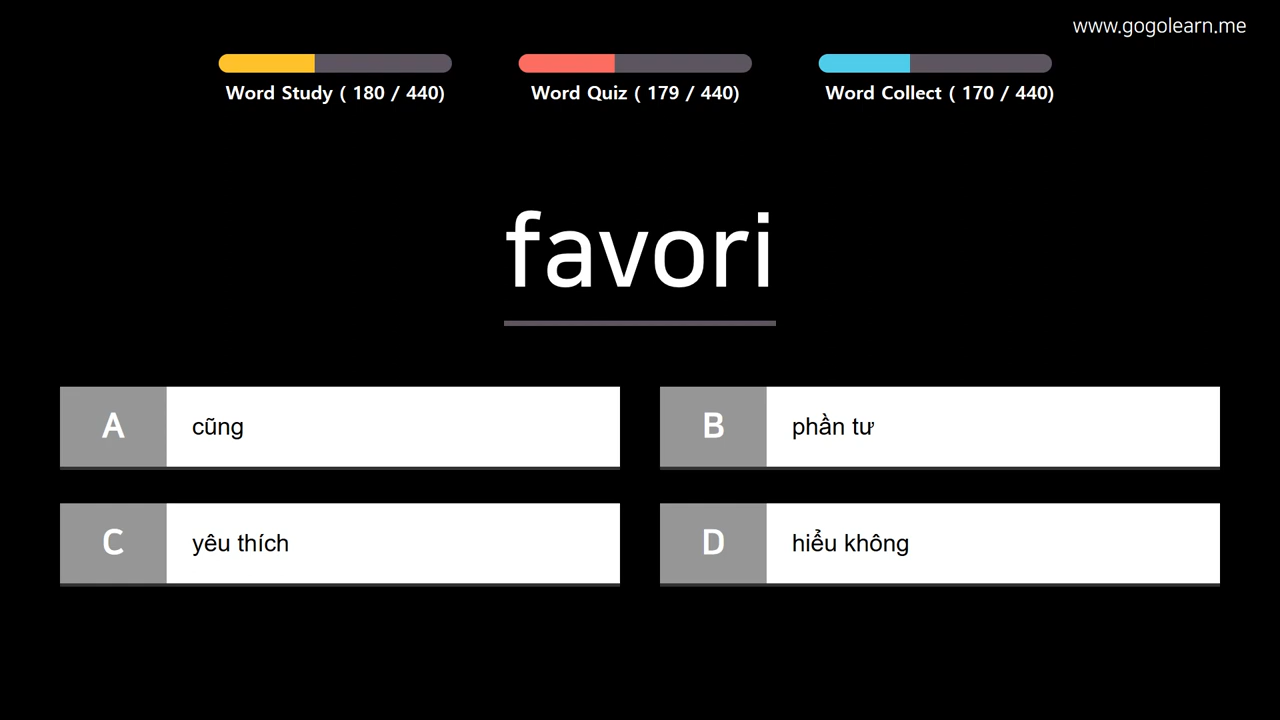 www.gogolearn.me
Word Study ( 180 / 440)
Word Quiz ( 179 / 440)
Word Collect ( 170 / 440)
favori
A cũng
B phần tư
C yêu thích
D hiểu không